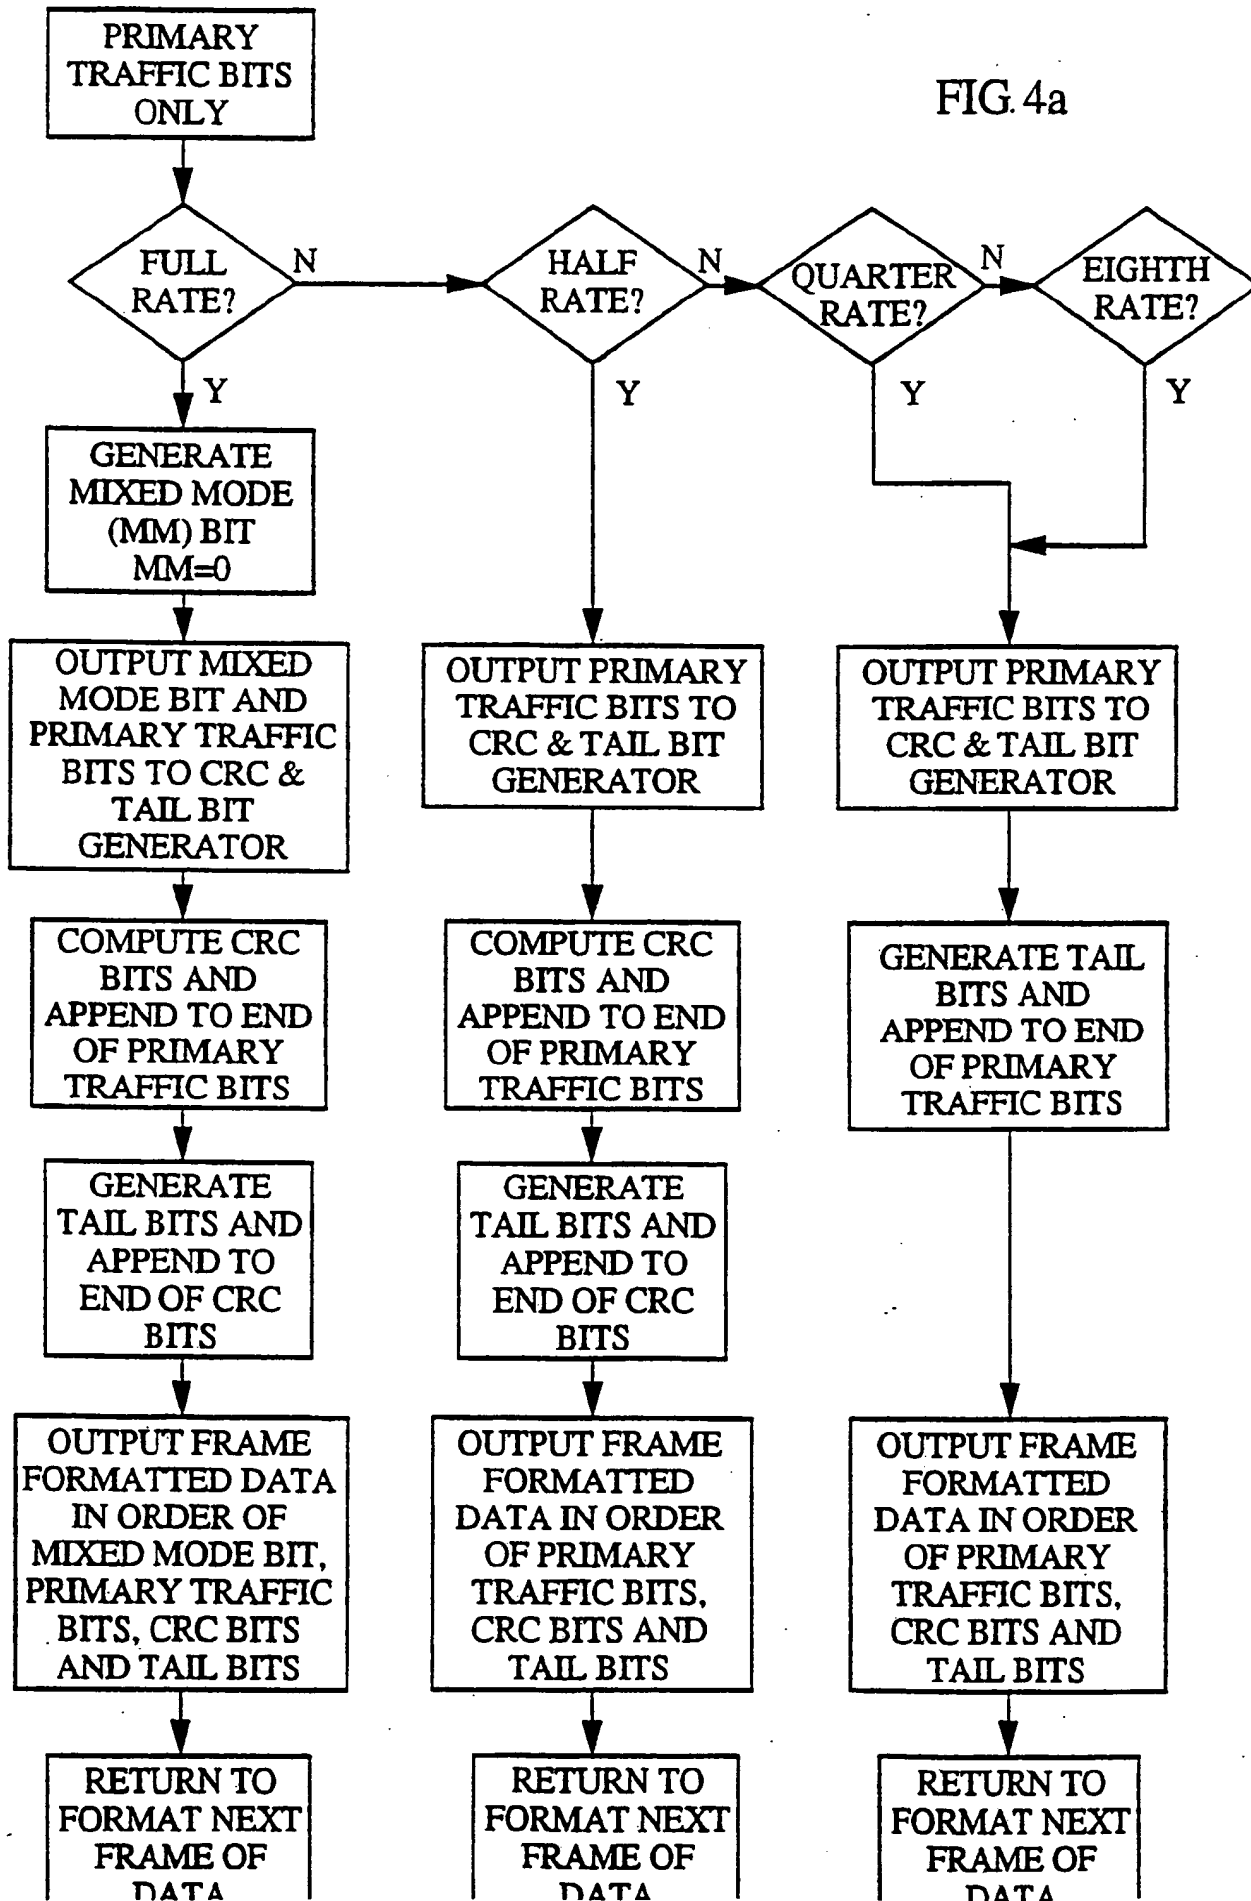 PRIMARY
TRAFFIC BITS
ONLY
FIG. 4a
FULL
RATE?
N
HALF
RATE?
N
QUARTER
RATE?
N
EIGHTH
RATE?
Y
Y
Y
Y
GENERATE
MIXED MODE
(MM) BIT
MM=0
OUTPUT MIXED
MODE BIT AND
PRIMARY TRAFFIC
BITS TO CRC &
TAIL BIT
GENERATOR
OUTPUT PRIMARY
TRAFFIC BITS TO
CRC & TAIL BIT
GENERATOR
OUTPUT PRIMARY
TRAFFIC BITS TO
CRC & TAIL BIT
GENERATOR
COMPUTE CRC
BITS AND
APPEND TO END
OF PRIMARY
TRAFFIC BITS
COMPUTE CRC
BITS AND
APPEND TO END
OF PRIMARY
TRAFFIC BITS
GENERATE TAIL
BITS AND
APPEND TO END
OF PRIMARY
TRAFFIC BITS
GENERATE
TAIL BITS AND
APPEND TO
END OF CRC
BITS
GENERATE
TAIL BITS AND
APPEND TO
END OF CRC
BITS
OUTPUT FRAME
FORMATTED DATA
IN ORDER OF
MIXED MODE BIT,
PRIMARY TRAFFIC
BITS, CRC BITS
AND TAIL BITS
OUTPUT FRAME
FORMATTED
DATA IN ORDER
OF PRIMARY
TRAFFIC BITS,
CRC BITS AND
TAIL BITS
OUTPUT FRAME
FORMATTED
DATA IN ORDER
OF PRIMARY
TRAFFIC BITS,
CRC BITS AND
TAIL BITS
RETURN TO
FORMAT NEXT
FRAME OF
DATA
RETURN TO
FORMAT NEXT
FRAME OF
DATA
RETURN TO
FORMAT NEXT
FRAME OF
DATA